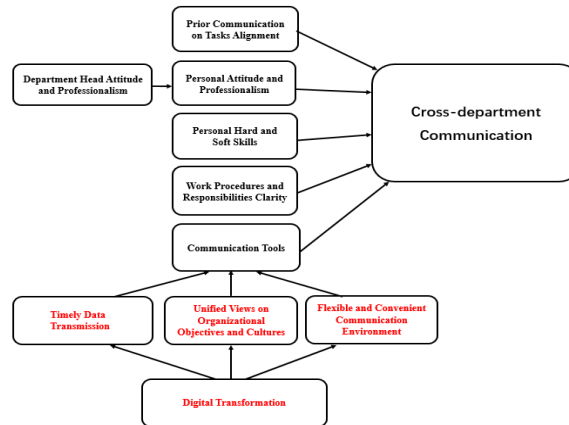 Prior Communication
on Tasks Alignment
Department Head Attitude
and Professionalism
Personal Attitude and
Professionalism
Cross-department
Communication
Personal Hard and
Soft Skills
Work Procedures and
Responsibilities Clarity
Communication Tools
Timely Data
Transmission
Unified Views on
Organizational
Objectives and Cultures
Flexible and Convenient
Communication
Environment
Digital Transformation